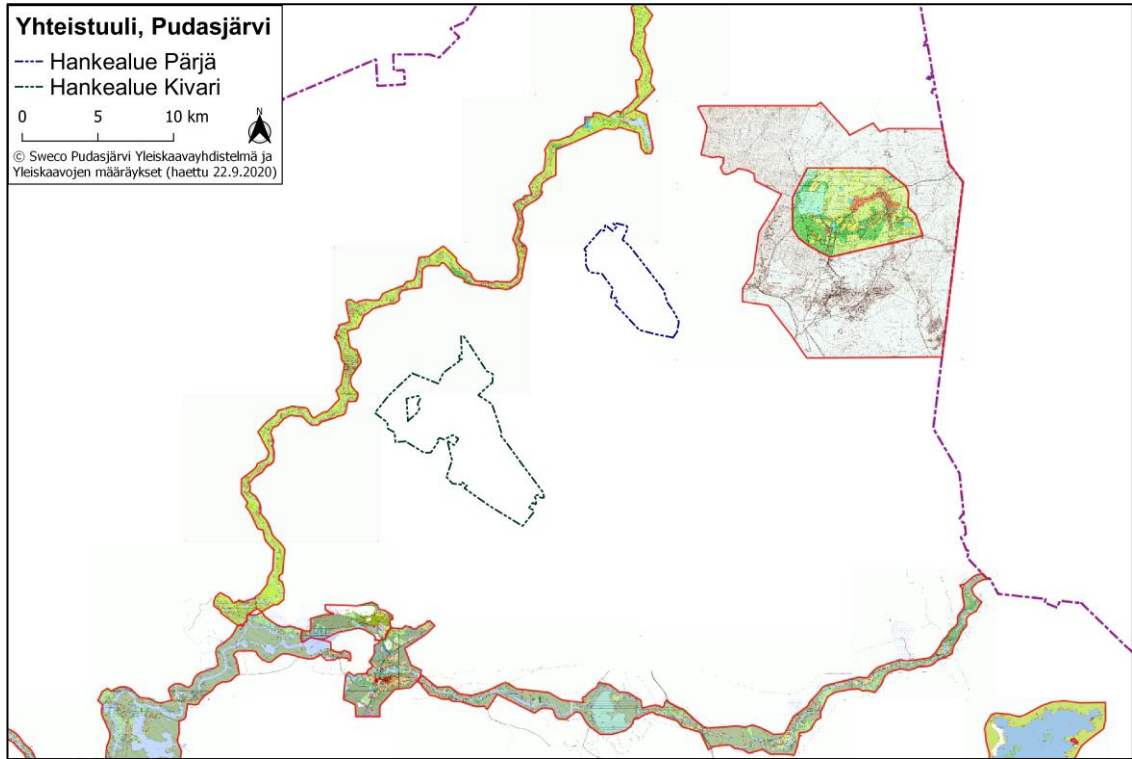 Yhteistuuli, Pudasjärvi
Hankealue Pärjä
Hankealue Kivari
0 5 10 km
N
© Sweco Pudasjärvi Yleiskaavayhdistelmä ja
Yleiskaavojen määräykset (haettu 22.9.2020)